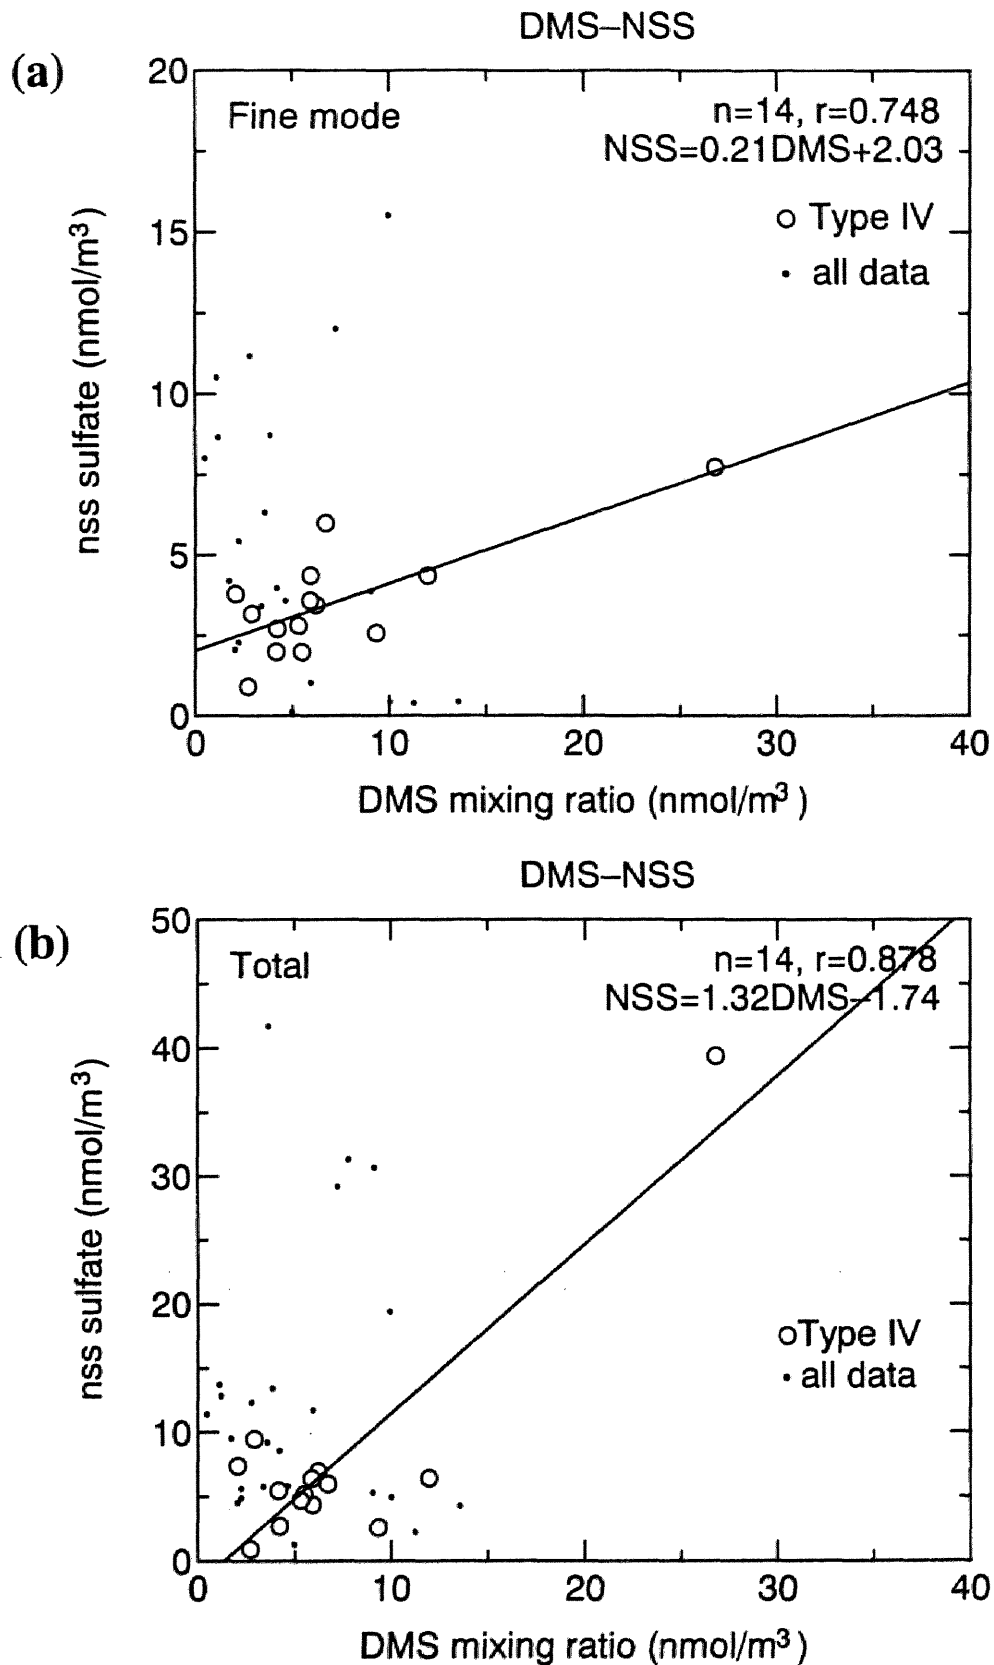 DMS–NSS
(a)
20
Fine mode
n=14, r=0.748
NSS=0.21DMS+2.03
Type IV
all data
15
10
5
0
nss sulfate (nmol/m³)
0 10 20 30 40
DMS mixing ratio (nmol/m³)
DMS–NSS
(b)
50
Total
n=14, r=0.878
NSS=1.32DMS–1.74
40
30
20
Type IV
all data
10
0
nss sulfate (nmol/m³)
0 10 20 30 40
DMS mixing ratio (nmol/m³)